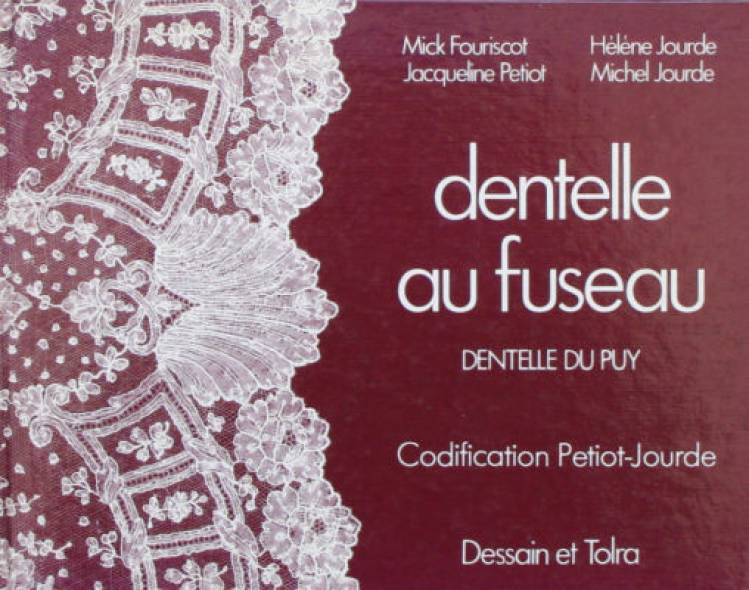 Mick Fouriscot Hélène Jourde
Jacqueline Petiot Michel Jourde
dentelle
au fuseau
DENTELLE DU PUY
Codification Petiot-Jourde
Dessain et Tolra